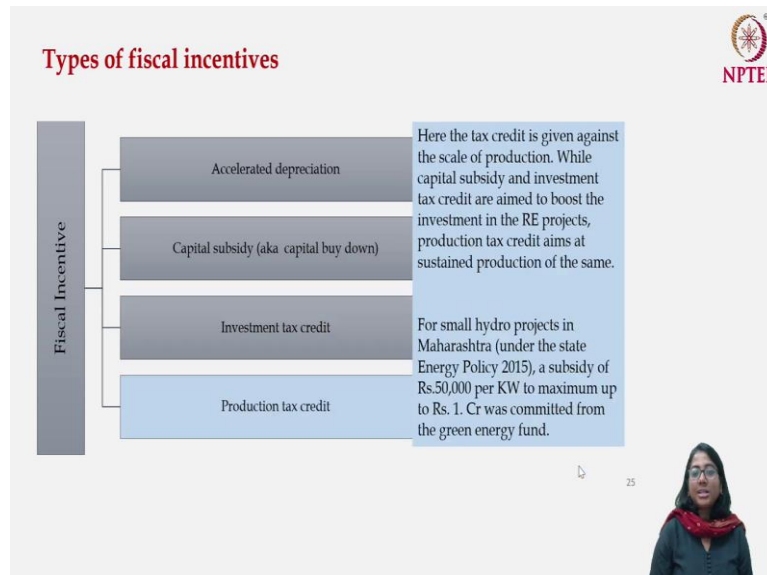 Types of fiscal incentives
NPTEL
Fiscal Incentive
Accelerated depreciation
Capital subsidy (aka capital buy down)
Investment tax credit
Production tax credit
Here the tax credit is given against
the scale of production. While
capital subsidy and investment
tax credit are aimed to boost the
investment in the RE projects,
production tax credit aims at
sustained production of the same.
For small hydro projects in
Maharashtra (under the state
Energy Policy 2015), a subsidy of
Rs.50,000 per KW to maximum up
to Rs. 1. Cr was committed from
the green energy fund.
25